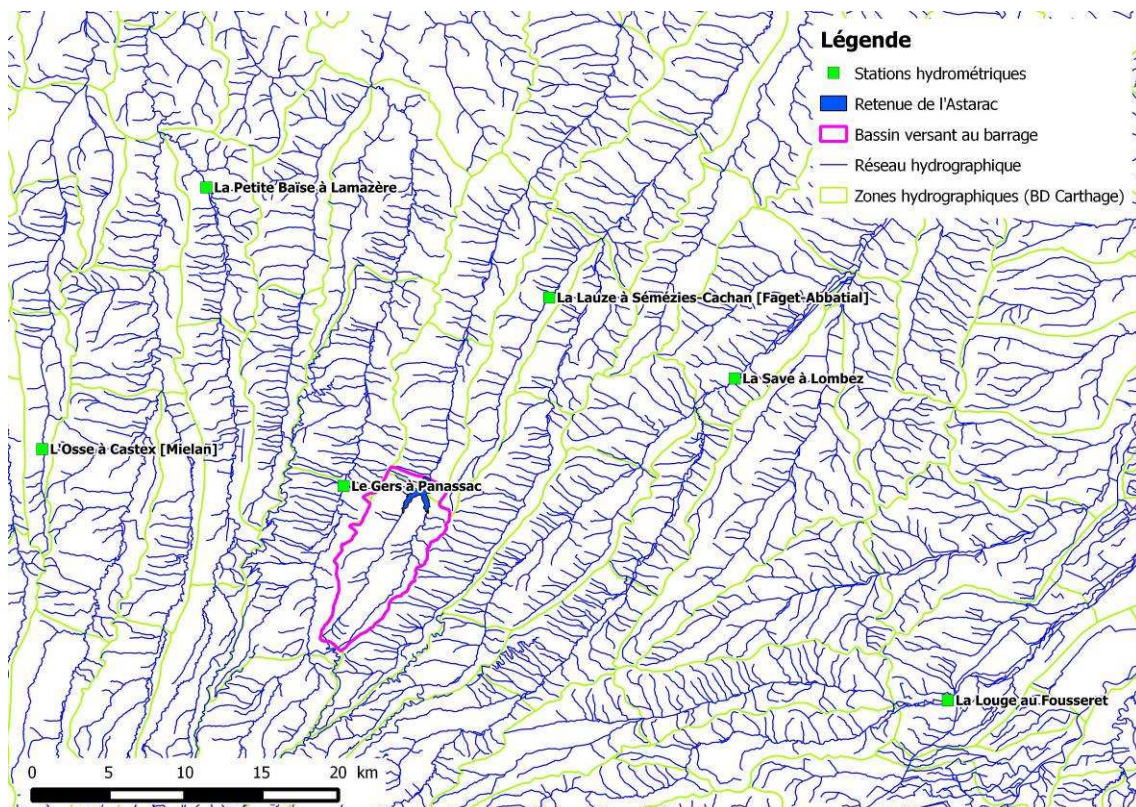 Légende
Stations hydrométriques
Retenue de l'Astarac
Bassin versant au barrage
Réseau hydrographique
Zones hydrographiques (BD Carthage)
La Petite Baïse à Lamazère
La Lauze à Sémézies-Cachan [Faget-Abbatial]
La Save à Lombez
L'Osse à Castex [Mielan]
Le Gers à Panassac
La Louge au Fousseret
0 5 10 15 20 km